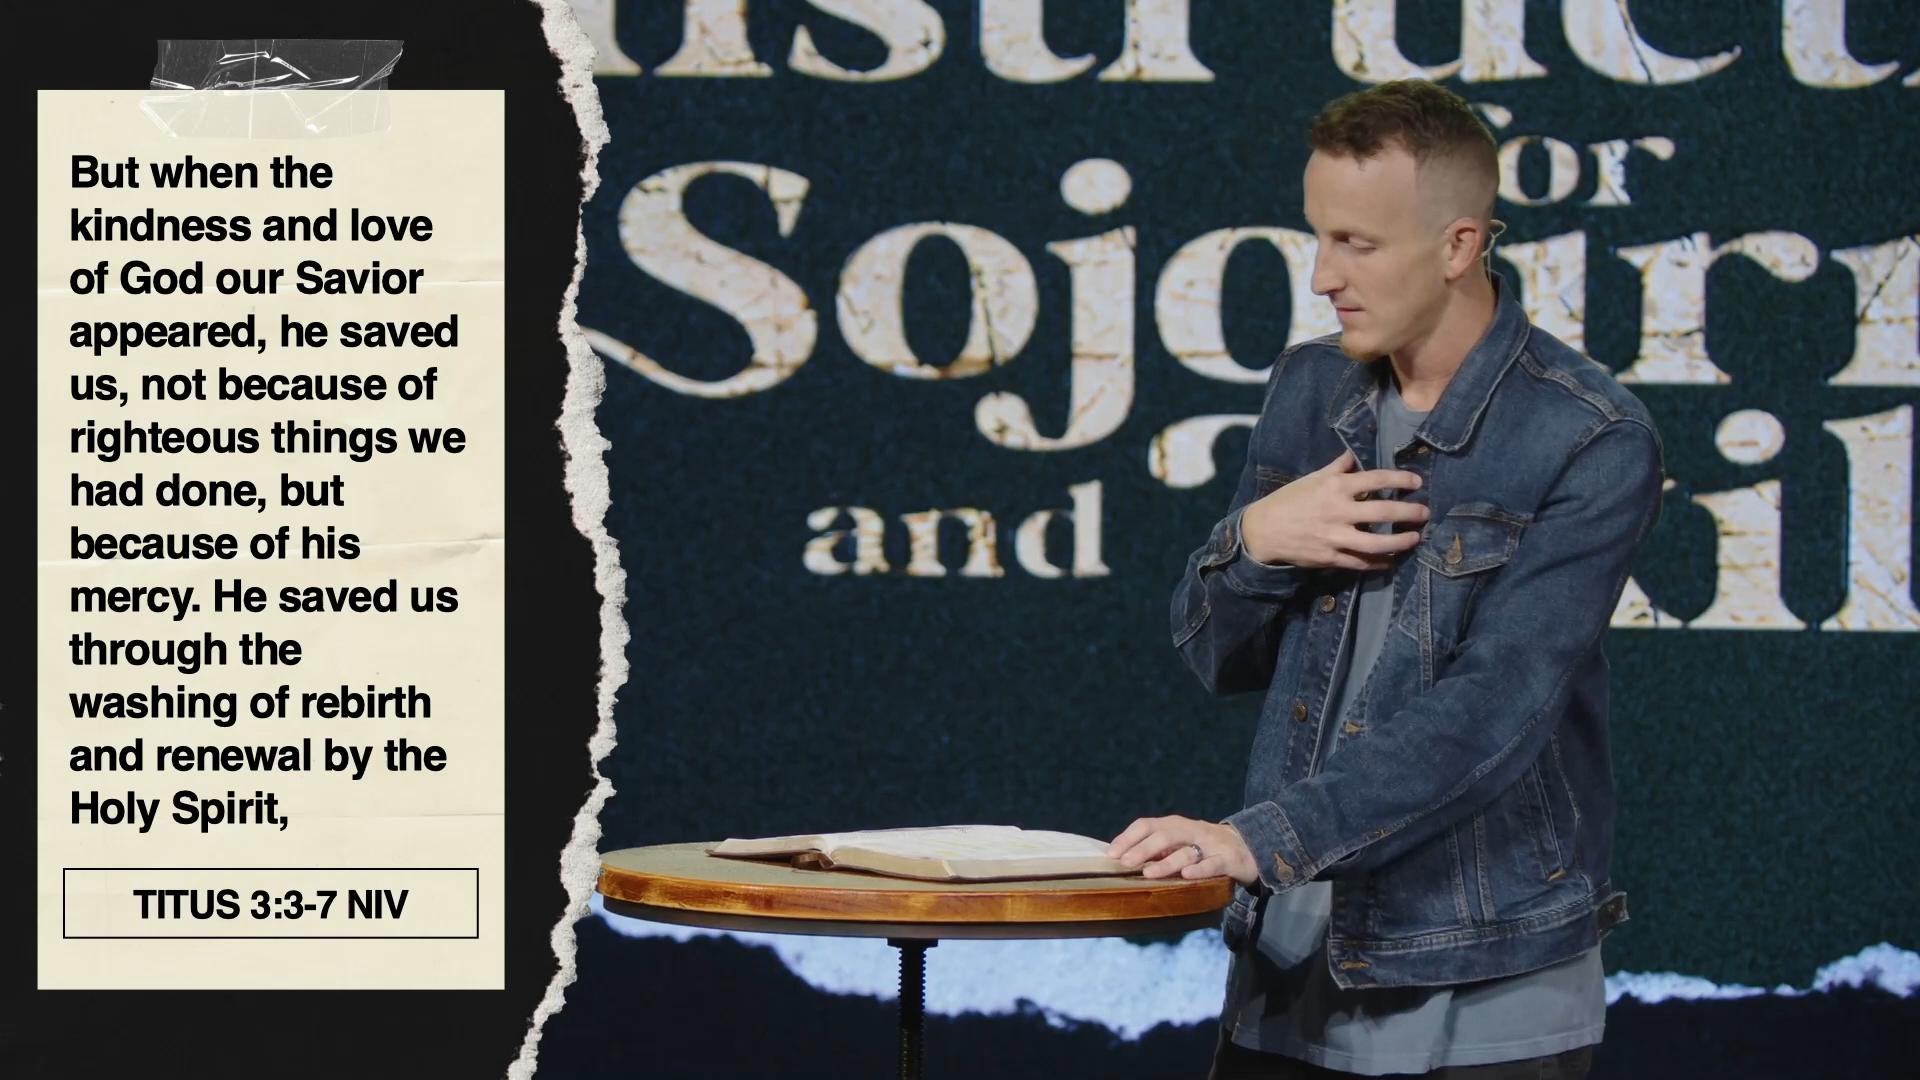 But when the
kindness and love
of God our Savior
appeared, he saved
us, not because of
righteous things we
had done, but
because of his
mercy. He saved us
through the
washing of rebirth
and renewal by the
Holy Spirit,
TITUS 3:3-7 NIV
for
and